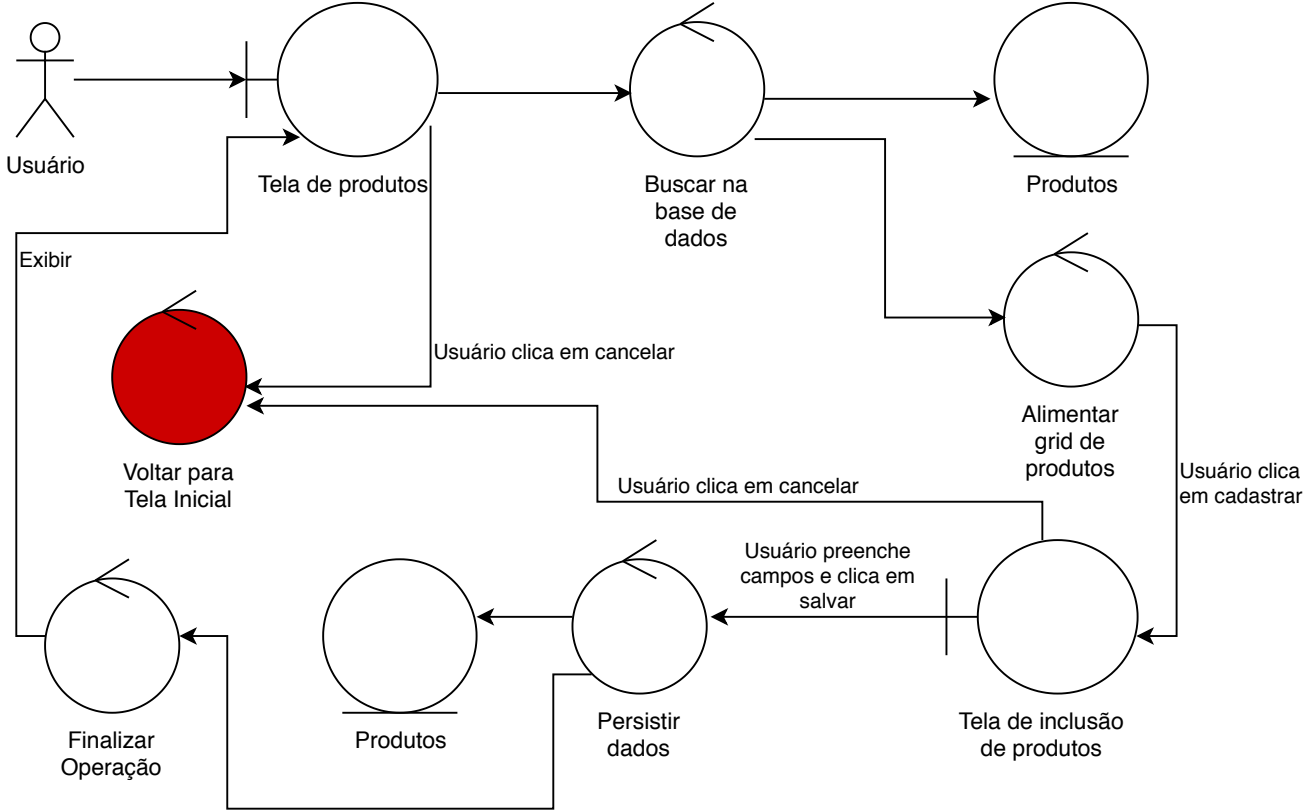 Usuário
Tela de produtos
Buscar na
base de
dados
Produtos
Exibir
Usuário clica em cancelar
Alimentar
grid de
produtos
Voltar para
Tela Inicial
Usuário clica
em cadastrar
Usuário clica em cancelar
Usuário preenche
campos e clica em
salvar
Finalizar
Operação
Produtos
Persistir
dados
Tela de inclusão
de produtos